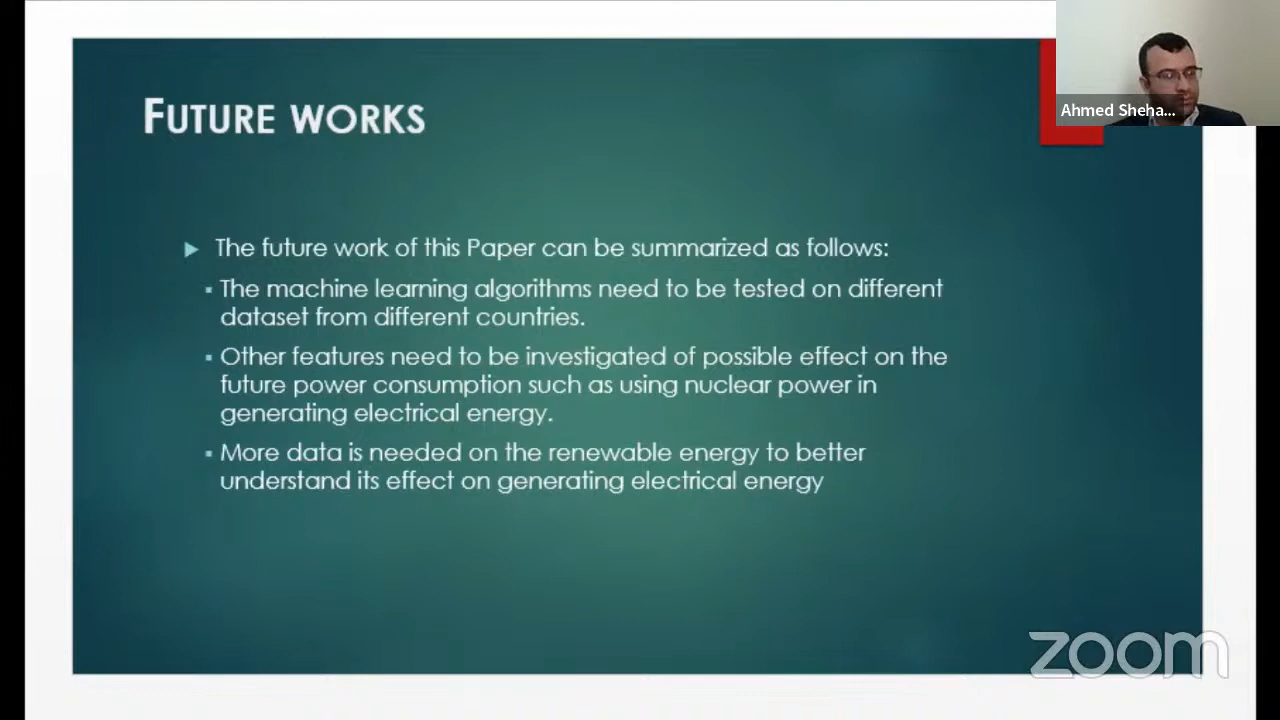 FUTURE WORKS
Ahmed Sheha...
The future work of this Paper can be summarized as follows:
The machine learning algorithms need to be tested on different
dataset from different countries.
Other features need to be investigated of possible effect on the
future power consumption such as using nuclear power in
generating electrical energy.
More data is needed on the renewable energy to better
understand its effect on generating electrical energy
zoom